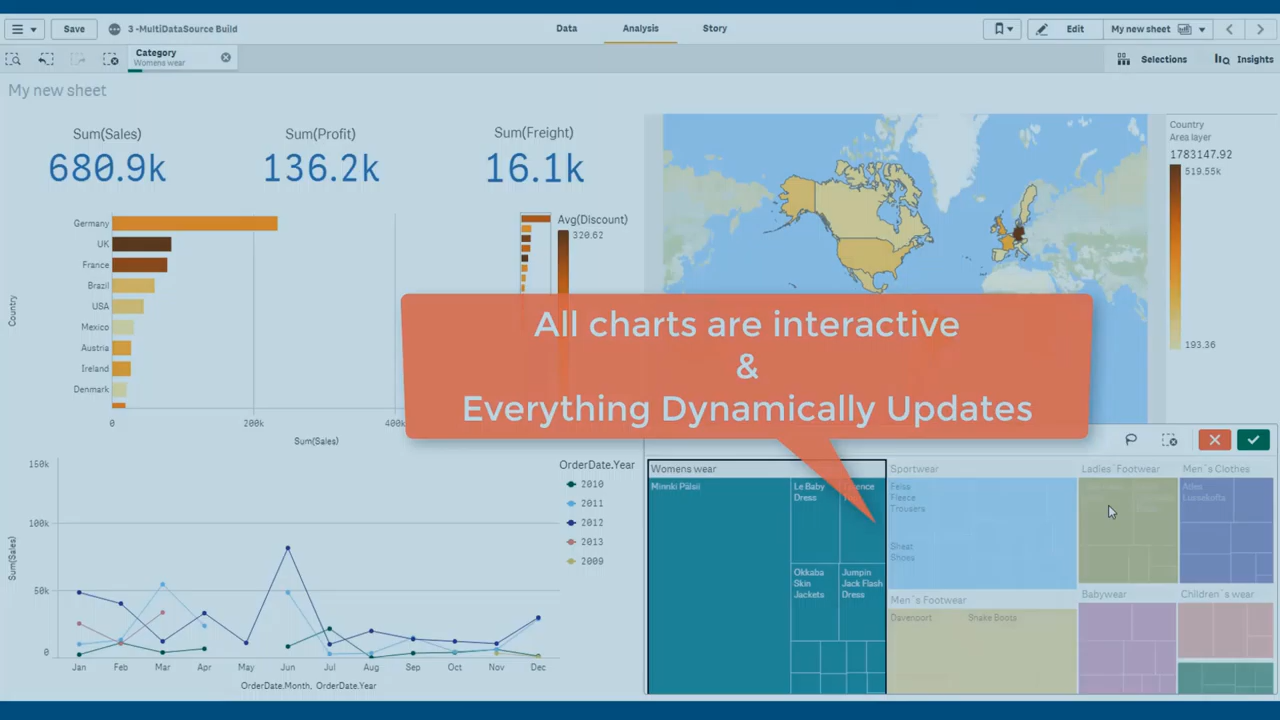 Save
3 -MultiDataSource Build
Data
Analysis
Story
Edit
My new sheet
Category
Womens wear
Selections
Insights
My new sheet
Sum(Sales)
680.9k
Sum(Profit)
136.2k
Sum(Freight)
16.1k
Country
Germany
UK
France
Brazil
USA
Mexico
Austria
Ireland
Denmark
0
200k
400k
Sum(Sales)
Avg(Discount)
320.62
Country
Area layer
1783147.92
519.55k
193.36
All charts are interactive
&
Everything Dynamically Updates
Sum(Sales)
150k
100k
50k
0
Jan
Feb
Mar
Apr
May
Jun
Jul
Aug
Sep
Oct
Nov
Dec
OrderDate.Month, OrderDate.Year
OrderDate.Year
2010
2011
2012
2013
2009
Womens wear
Minnki Pälsii
Le Baby
Dress
Okkaba
Skin
Jackets
Jumpin
Jack Flash
Dress
Sportwear
Feisa
Fleece
Trousers
Sheat
Shoes
Men´s Footwear
Davenport
Snake Boots
Ladies´Footwear
Men´s Clothes
Atles
Lussekofta
Babywear
Children´s wear